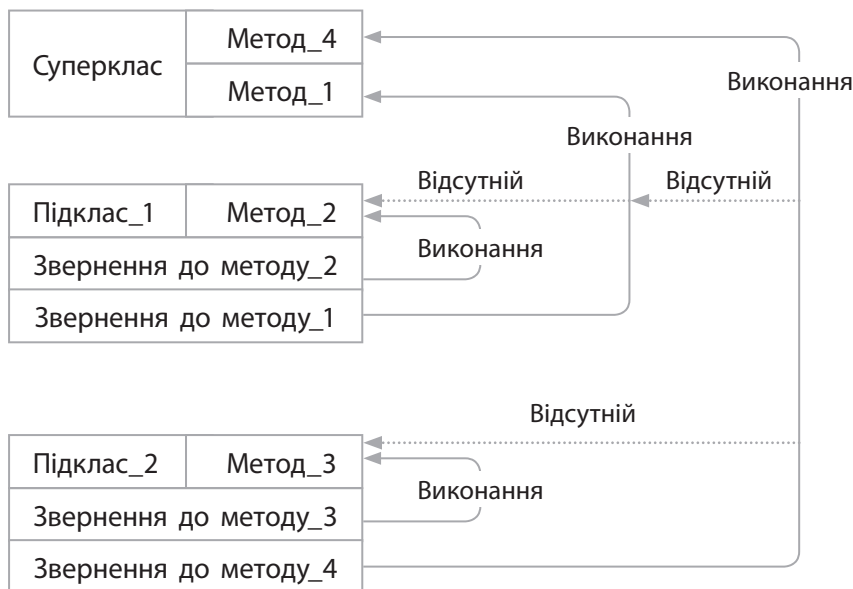 Суперклас
Метод_4
Метод_1
Виконання
Виконання
Відсутній
Відсутній
Підклас_1
Метод_2
Виконання
Звернення до методу_2
Звернення до методу_1
Відсутній
Підклас_2
Метод_3
Виконання
Звернення до методу_3
Звернення до методу_4